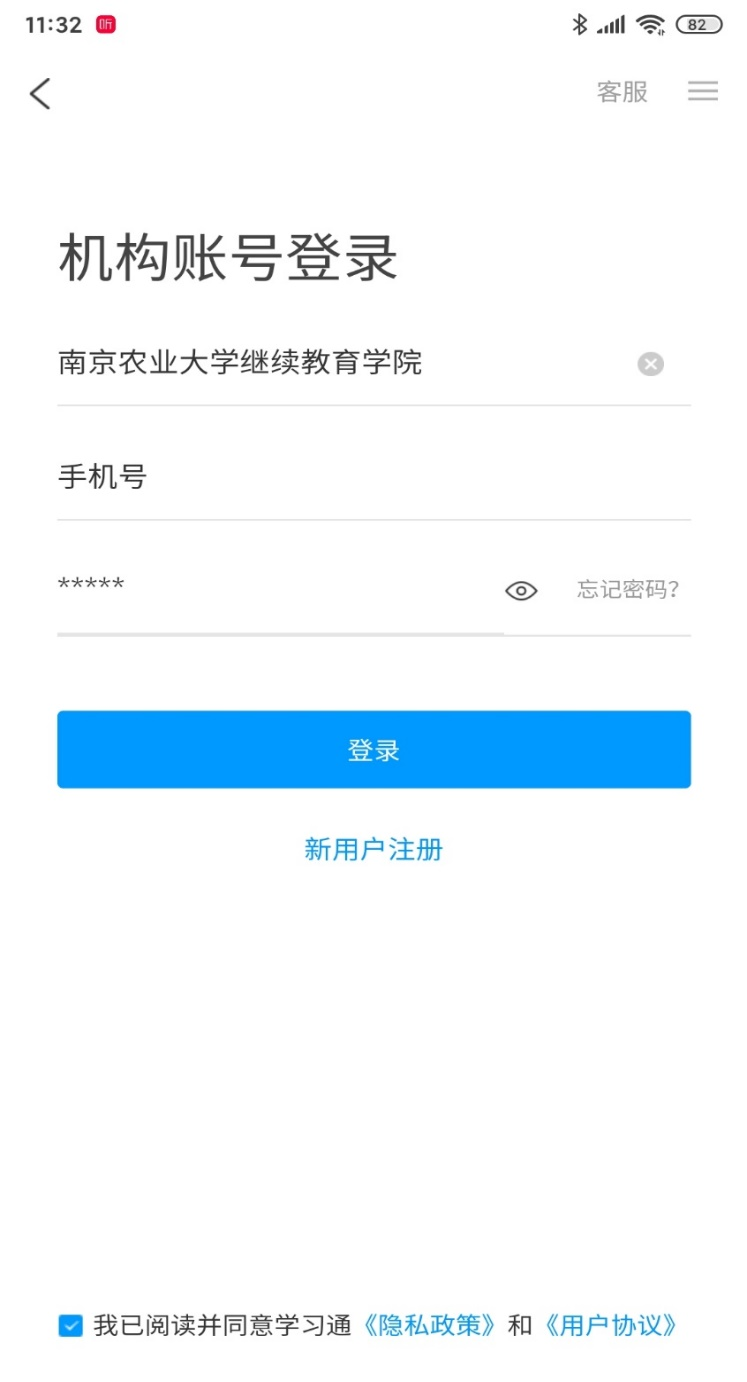 11:32 听 82
客服
机构账号登录
南京农业大学继续教育学院
手机号
*****
忘记密码?
登录
新用户注册
我已阅读并同意学习通《隐私政策》和《用户协议》